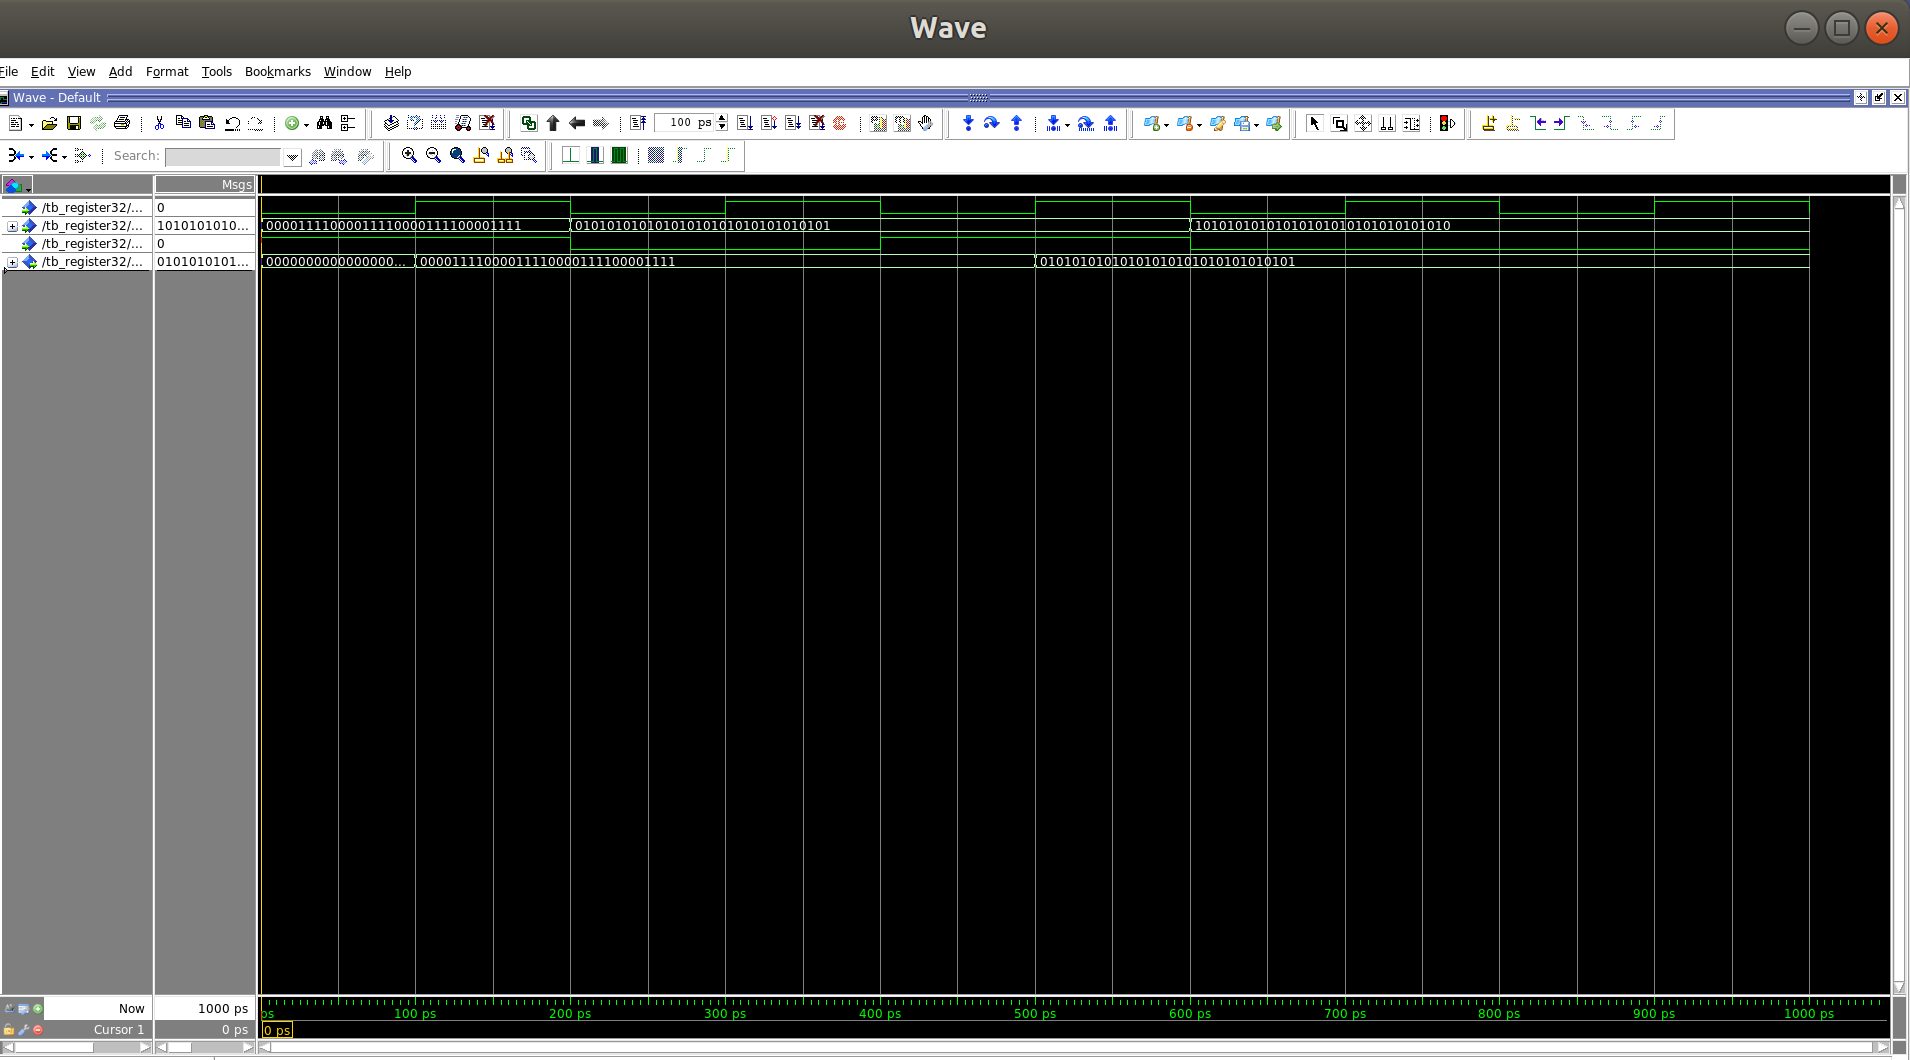 Wave
File Edit View Add Format Tools Bookmarks Window Help
Wave - Default
100 ps
Search:
Msgs
/tb_register32/... 0
/tb_register32/... 1010101010... 00001111000011110000111100001111 01010101010101010101010101010101 10101010101010101010101010101010
/tb_register32/... 0
/tb_register32/... 0101010101... 0000000000000000... 00001111000011110000111100001111 01010101010101010101010101010101
Now 1000 ps ps 100 ps 200 ps 300 ps 400 ps 500 ps 600 ps 700 ps 800 ps 900 ps 1000 ps
Cursor 1 0 ps 0 ps